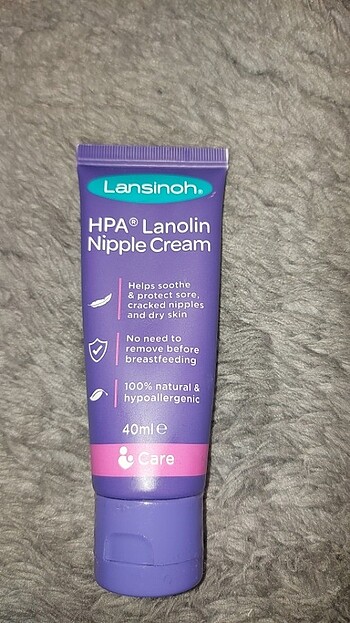 Lansinoh®
HPA® Lanolin
Nipple Cream
Helps soothe
& protect sore,
cracked nipples
and dry skin
No need to
remove before
breastfeeding
100% natural &
hypoallergenic
40ml ℮
Care